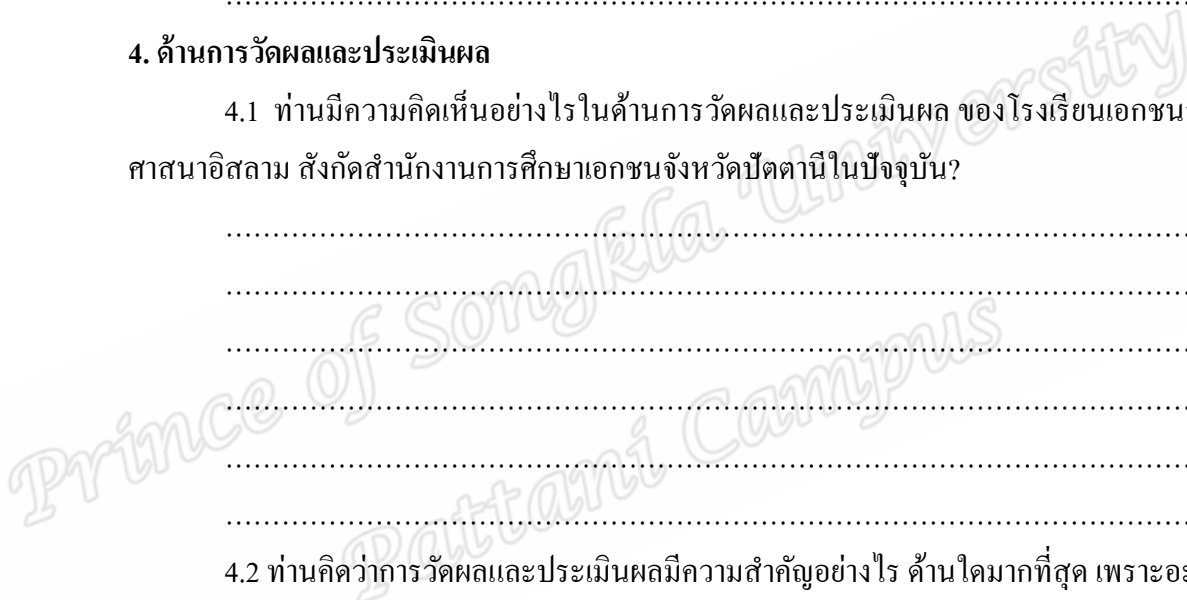 ................................................................................................
4. ด้านการวัดผลและประเมินผล
4.1 ท่านมีความคิดเห็นอย่างไรในด้านการวัดผลและประเมินผล ของโรงเรียนเอกชน
ศาสนาอิสลาม สังกัดสำนักงานการศึกษาเอกชนจังหวัดปัตตานีในปัจจุบัน?
................................................................................................
................................................................................................
................................................................................................
................................................................................................
................................................................................................
................................................................................................
4.2 ท่านคิดว่าการวัดผลและประเมินผลมีความสำคัญอย่างไร ด้านใดมากที่สุด
Prince of Songkla University
Pattani Campus